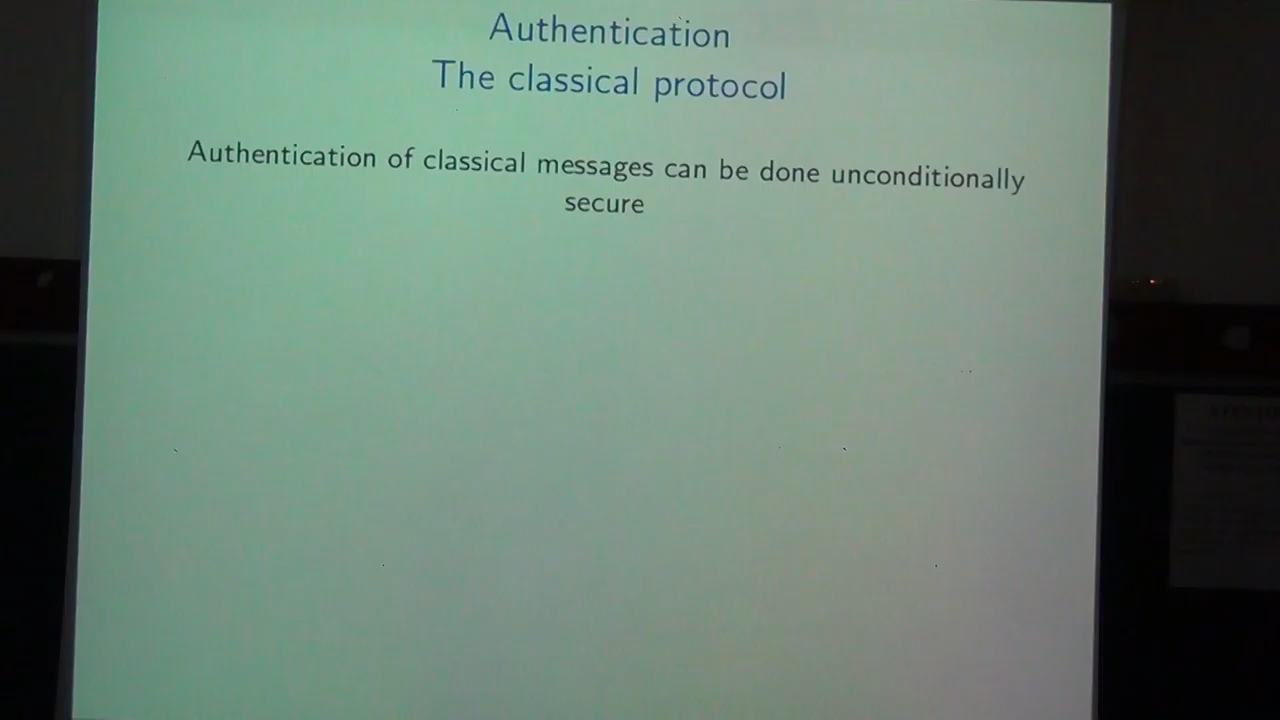 Authentication
The classical protocol
Authentication of classical messages can be done unconditionally
secure